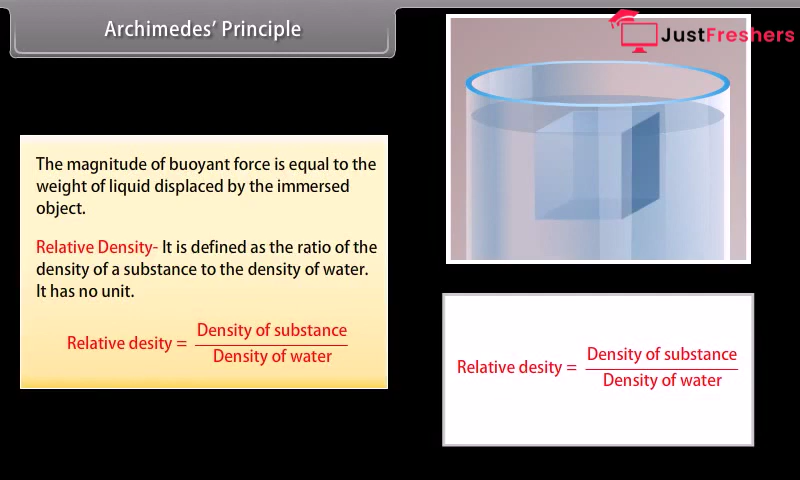 Archimedes' Principle
JustFreshers
The magnitude of buoyant force is equal to the
weight of liquid displaced by the immersed
object.
Relative Density- It is defined as the ratio of the
density of a substance to the density of water.
It has no unit.
Relative desity = Density of substance
Density of water
Relative desity = Density of substance
Density of water